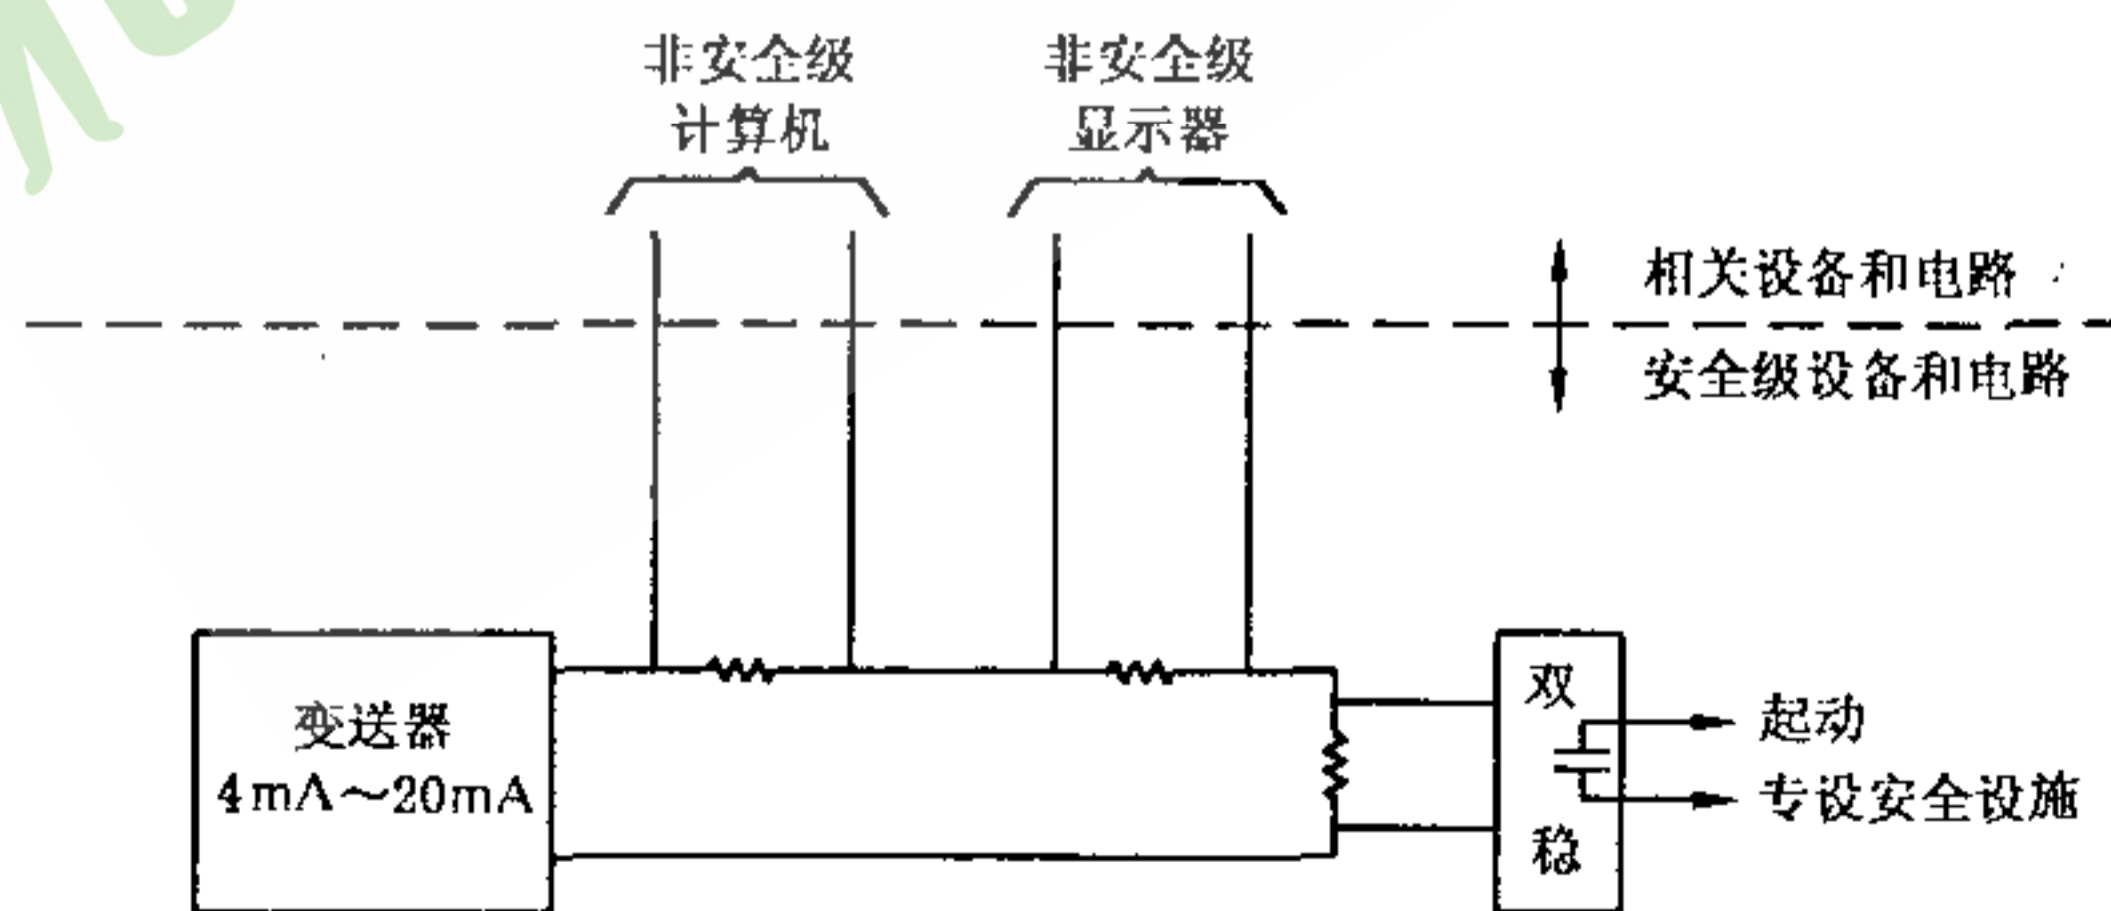 非安全级
计算机
非安全级
显示器
相关设备和电路
安全级设备和电路
变送器
4mA～20mA
双
稳
起动
专设安全设施